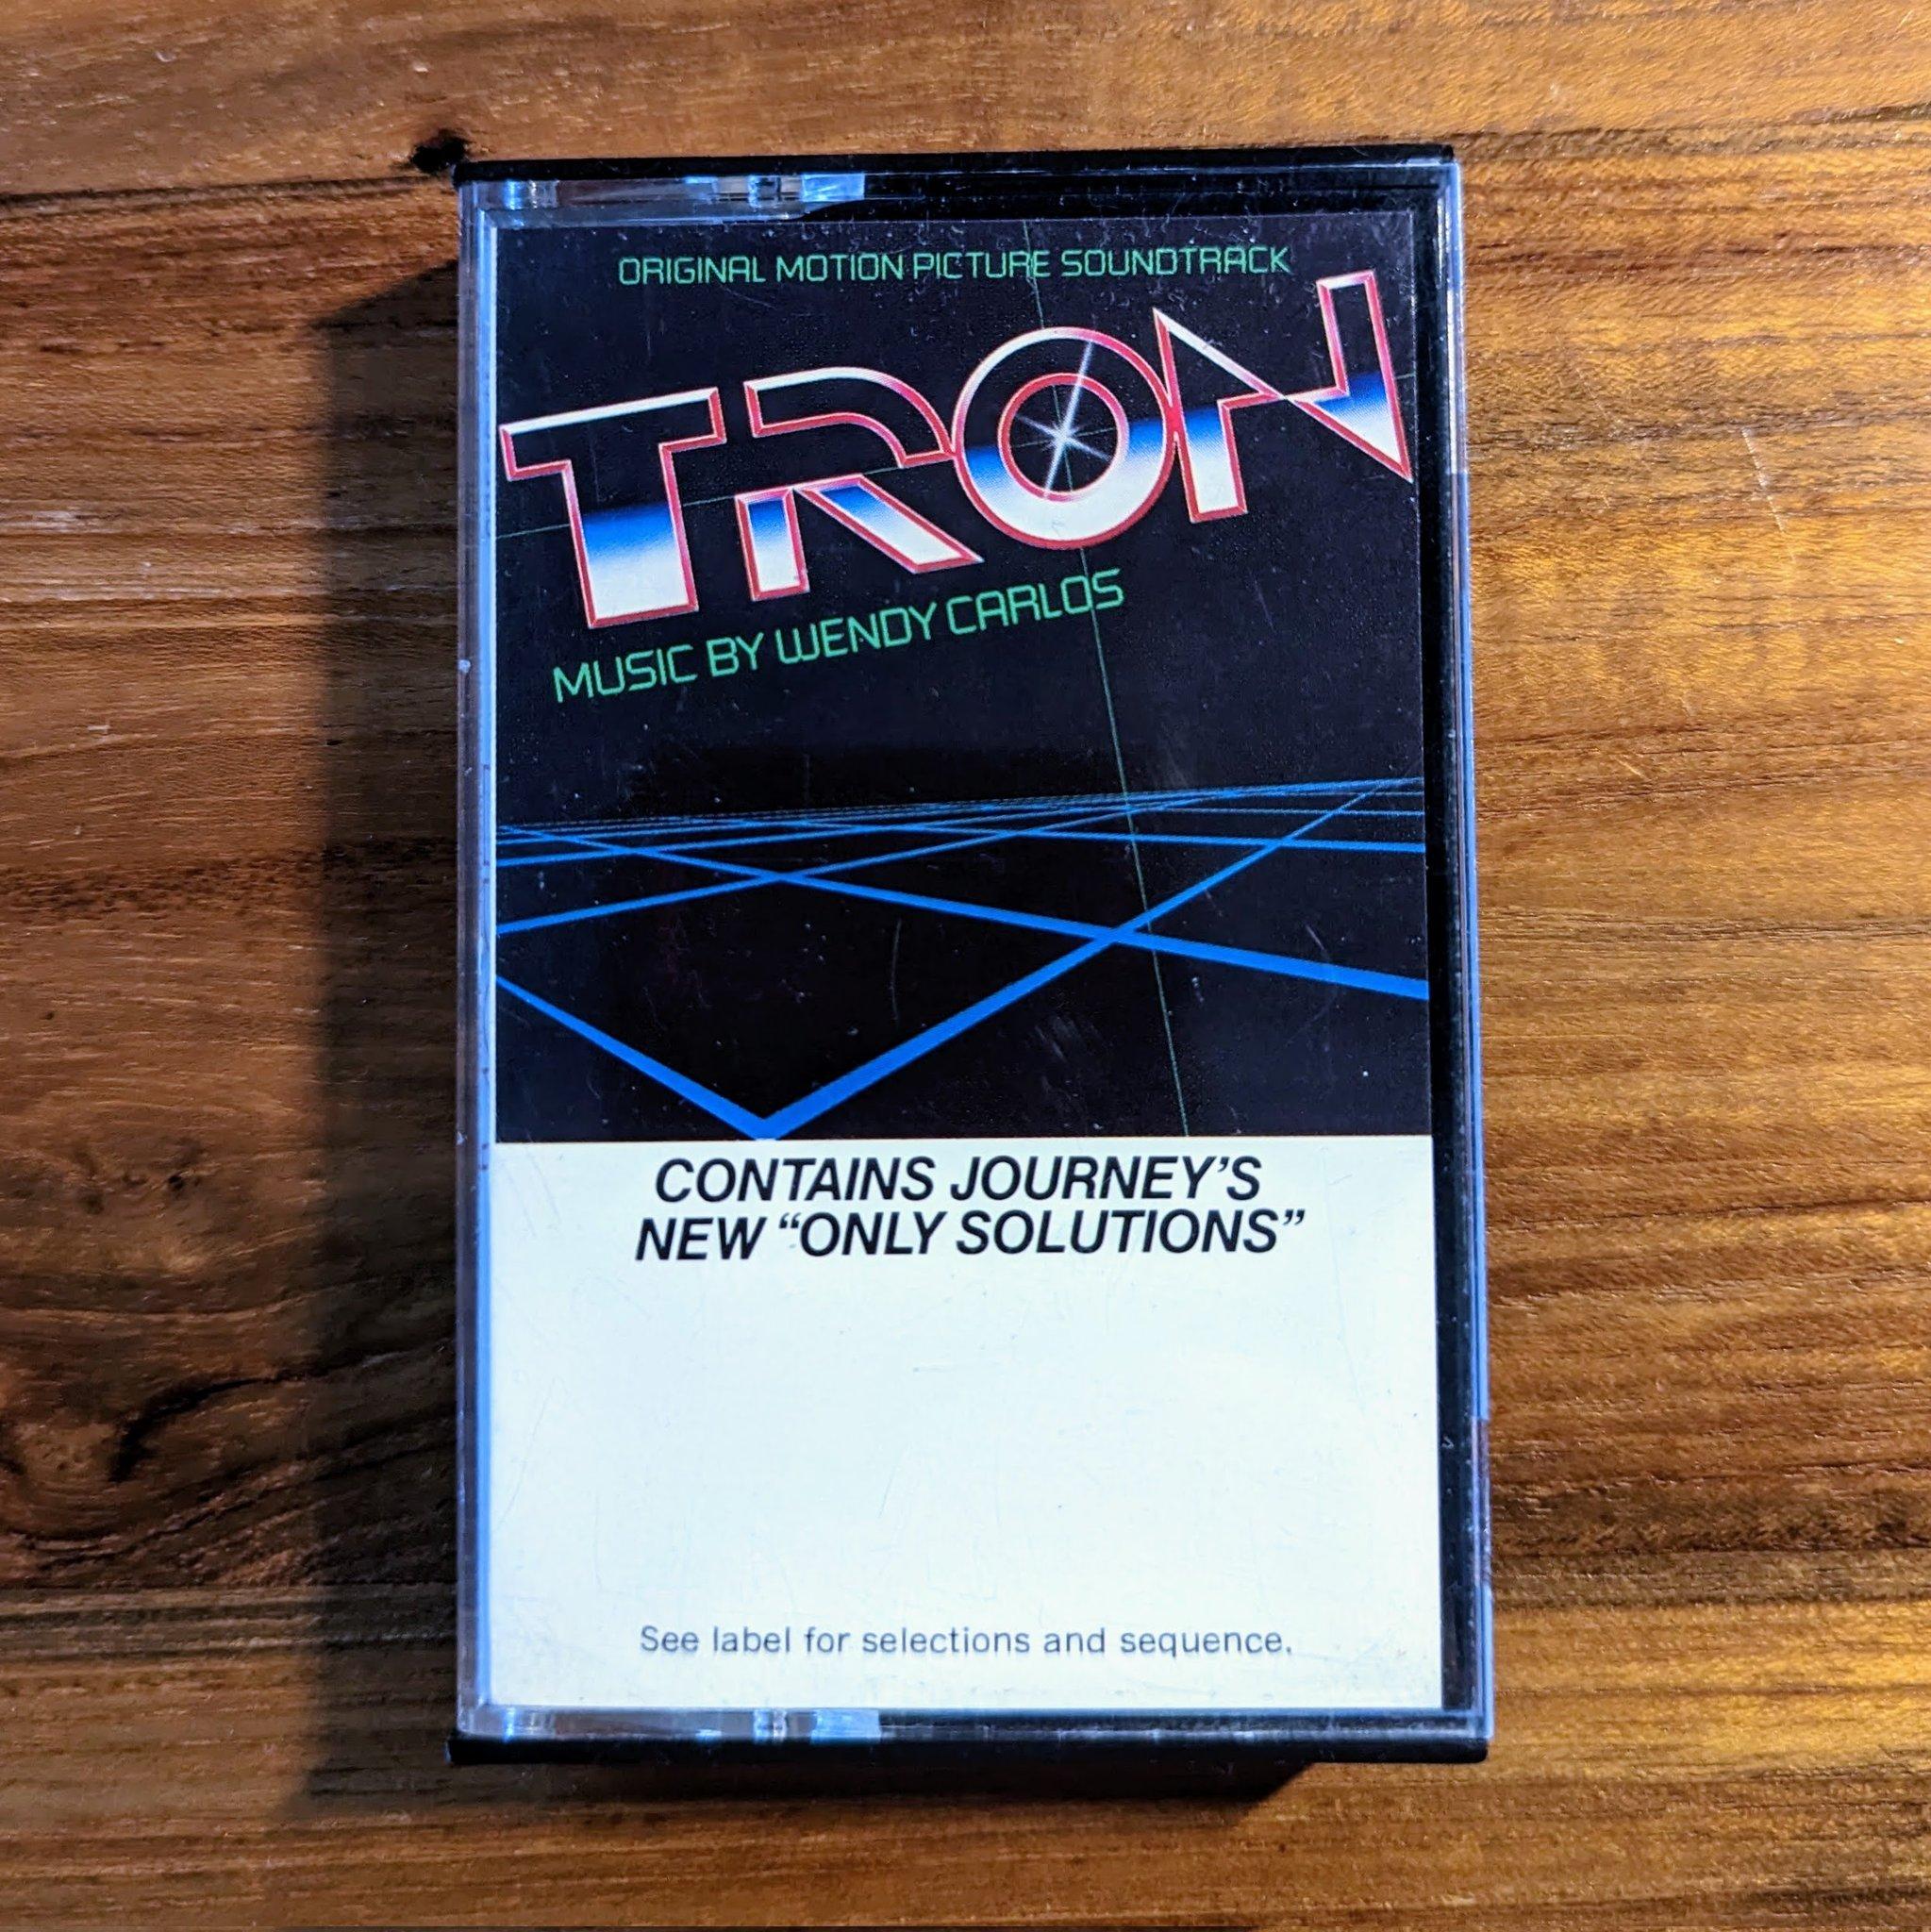 ORIGINAL MOTION PICTURE SOUNDTRACK
TRON
MUSIC BY WENDY CARLOS
CONTAINS JOURNEY'S
NEW “ONLY SOLUTIONS”
See label for selections and sequence.